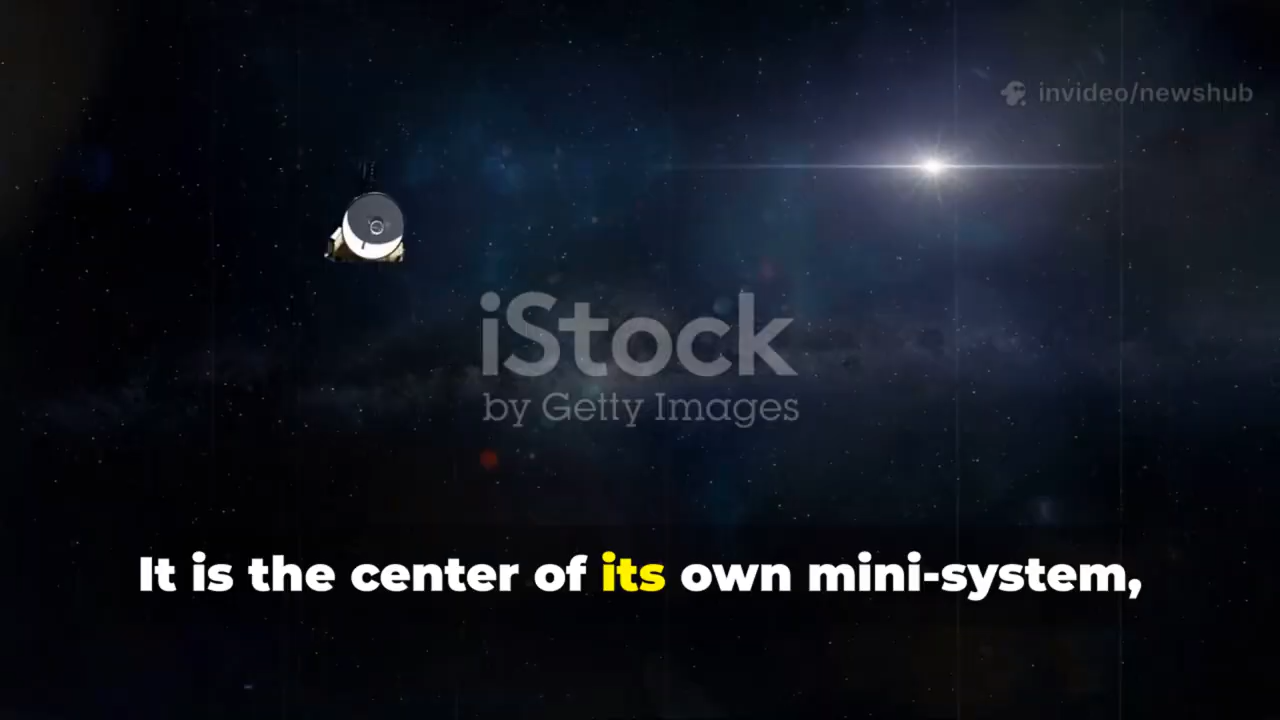 invideo/newshub
iStock
by Getty Images
It is the center of its own mini-system,